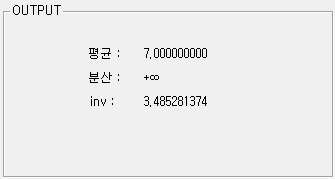 OUTPUT
평균 : 7,000000000
분산 : +∞
inv : 3,485281374